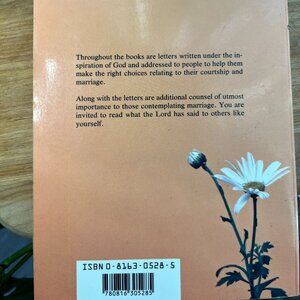 Throughout the books are letters written under the in-
spiration of God and addressed to people to help them
make the right choices relating to their courtship and
marriage.
Along with the letters are additional counsel of utmost
importance to those contemplating marriage. You are
invited to read what the Lord has said to others like
yourself.
ISBN 0-8163-0528-5
9 780816 305285